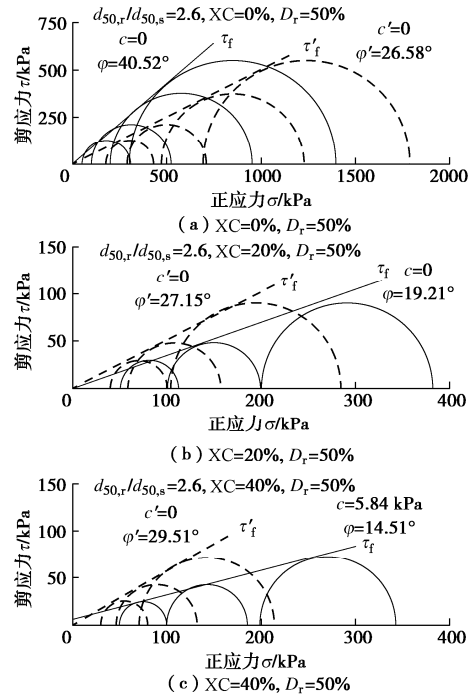 d50,r/d50,s=2.6, XC=0%, Dr=50%
c=0
φ=40.52°
τf
τ′f
c′=0
φ′=26.58°
750
500
250
0
500
1000
1500
2000
剪应力τ/kPa
正应力σ/kPa
(a) XC=0%, Dr=50%
d50,r/d50,s=2.6, XC=20%, Dr=50%
c′=0
φ′=27.15°
τ′f
τf
c=0
φ=19.21°
150
100
50
0
100
200
300
400
剪应力τ/kPa
正应力σ/kPa
(b) XC=20%, Dr=50%
d50,r/d50,s=2.6, XC=40%, Dr=50%
c′=0
φ′=29.51°
τ′f
c=5.84 kPa
φ=14.51°
τf
150
100
50
0
100
200
300
400
剪应力τ/kPa
正应力σ/kPa
(c) XC=40%, Dr=50%